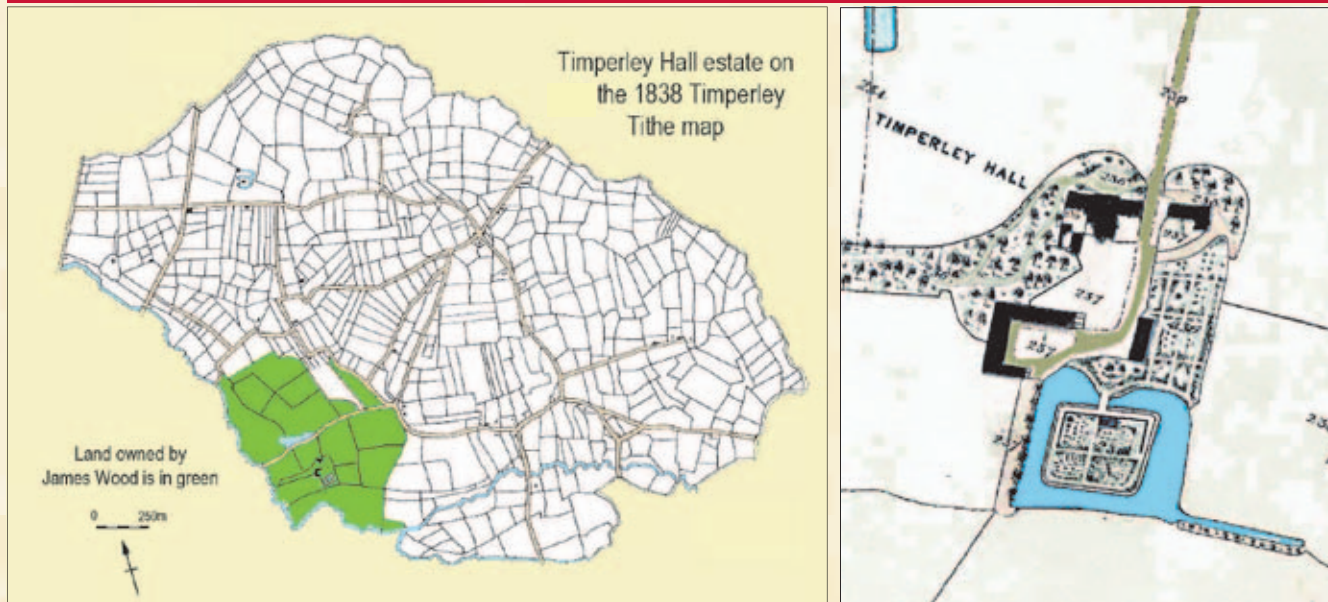 Timperley Hall estate on
the 1838 Timperley
Tithe map
Land owned by
James Wood is in green
0 250m
TIMPERLEY HALL
236
237
237